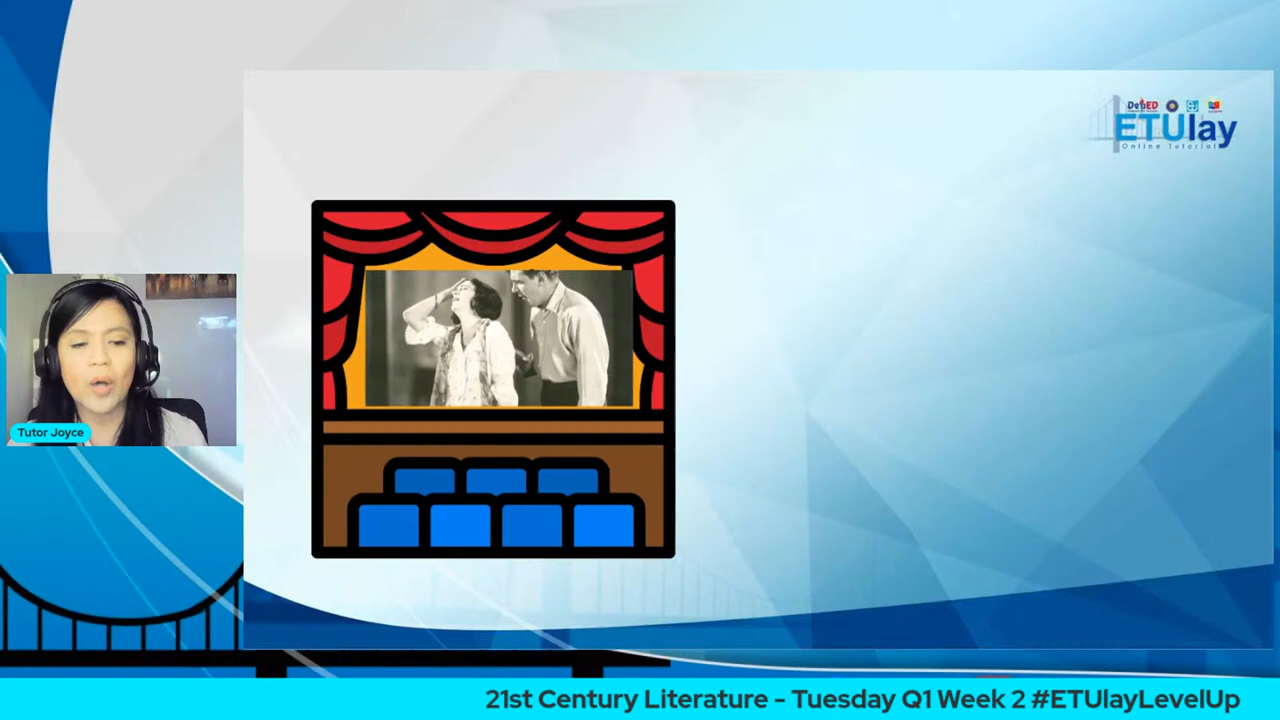 DepED
ETUlay
Online Tutorial
Tutor Joyce
21st Century Literature - Tuesday Q1 Week 2 #ETUlayLevelUp